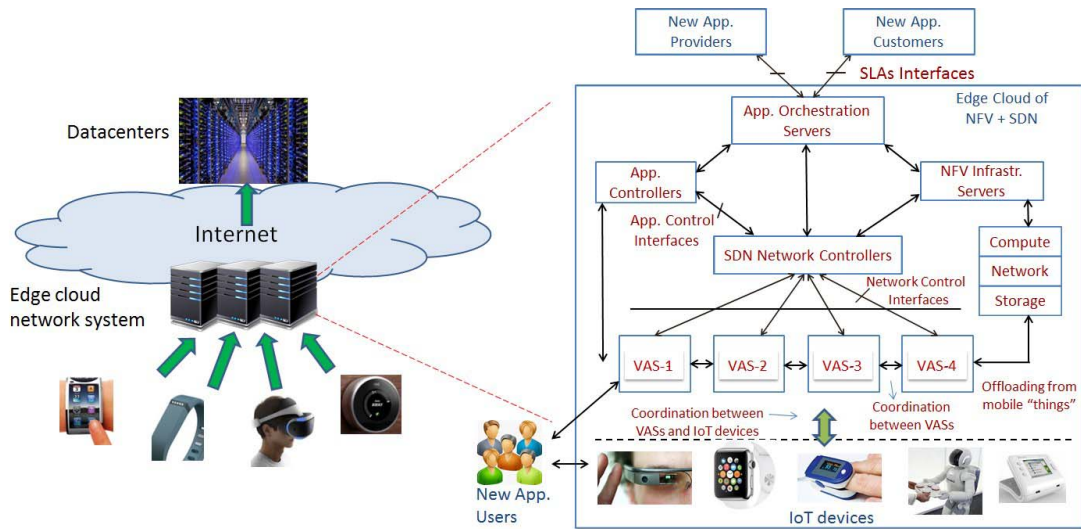 Datacenters
Internet
Edge cloud
network system
New App.
Providers
New App.
Customers
SLAs Interfaces
Edge Cloud of
NFV + SDN
App. Orchestration
Servers
App.
Controllers
NFV Infrastr.
Servers
App. Control
Interfaces
SDN Network Controllers
Compute
Network
Storage
Network Control
Interfaces
VAS-1
VAS-2
VAS-3
VAS-4
Offloading from
mobile “things”
Coordination between
VASs and IoT devices
Coordination
between VASs
New App.
Users
IoT devices